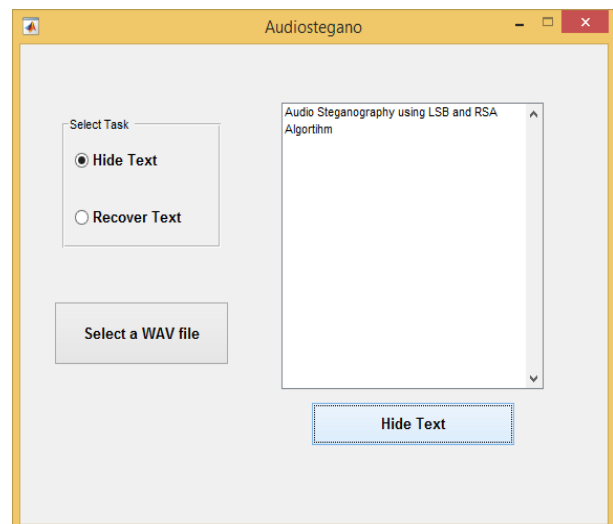 Audiostegano
Select Task
Hide Text
Recover Text
Select a WAV file
Audio Steganography using LSB and RSA
Algortihm
Hide Text